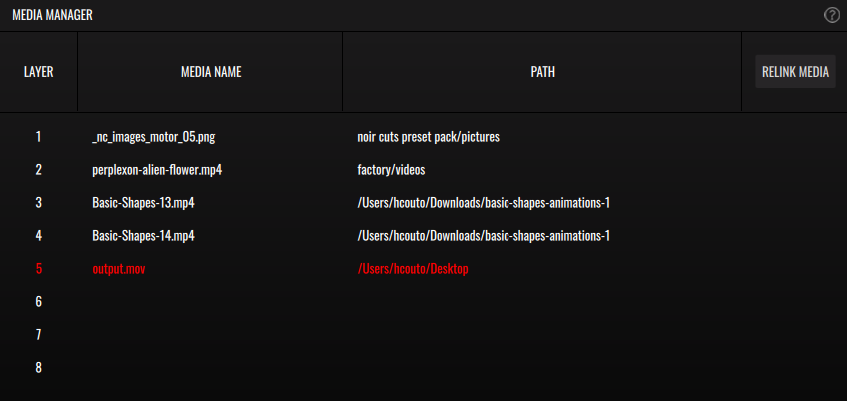 MEDIA MANAGER ?
LAYER MEDIA NAME PATH RELINK MEDIA
1 _nc_images_motor_05.png noir cuts preset pack/pictures
2 perplexon-alien-flower.mp4 factory/videos
3 Basic-Shapes-13.mp4 /Users/hcouto/Downloads/basic-shapes-animations-1
4 Basic-Shapes-14.mp4 /Users/hcouto/Downloads/basic-shapes-animations-1
5 output.mov /Users/hcouto/Desktop
6
7
8